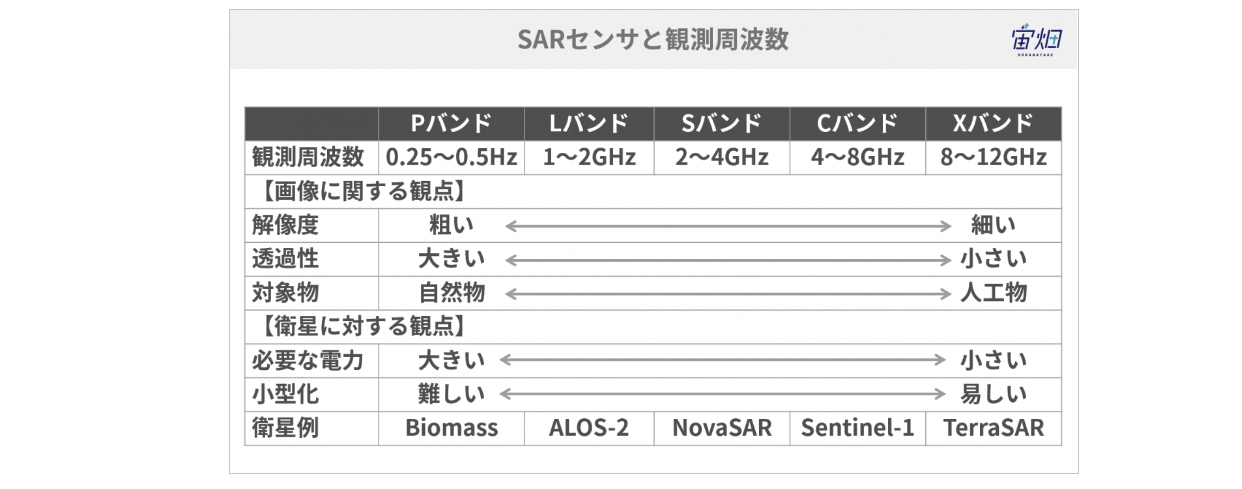 SARセンサと観測周波数
宙畑
SORABATAKE
Pバンド Lバンド Sバンド Cバンド Xバンド
観測周波数 0.25〜0.5Hz 1〜2GHz 2〜4GHz 4〜8GHz 8〜12GHz
【画像に関する観点】
解像度 粗い 細い
透過性 大きい 小さい
対象物 自然物 人工物
【衛星に対する観点】
必要な電力 大きい 小さい
小型化 難しい 易しい
衛星例 Biomass ALOS-2 NovaSAR Sentinel-1 TerraSAR